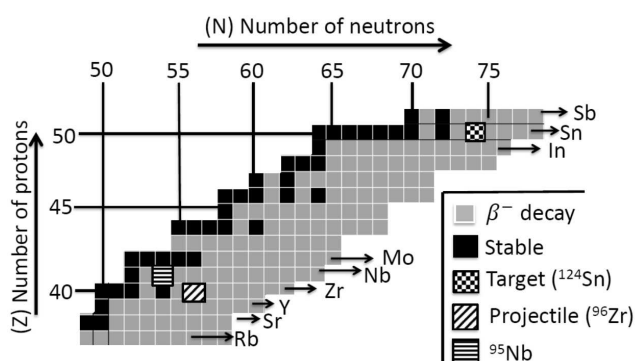 (N) Number of neutrons
50 55 60 65 70 75
(Z) Number of protons
50
45
40
Sb
Sn
In
Mo
Nb
Zr
Y
Sr
Rb
β⁻ decay
Stable
Target (¹²⁴Sn)
Projectile (⁹⁶Zr)
⁹⁵Nb